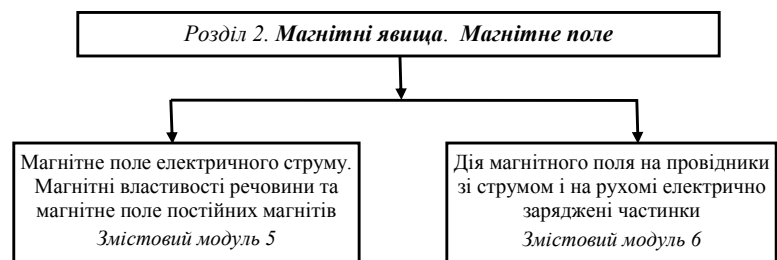 Розділ 2. Магнітні явища. Магнітне поле
Магнітне поле електричного струму.
Магнітні властивості речовини та
магнітне поле постійних магнітів
Змістовий модуль 5
Дія магнітного поля на провідники
зі струмом і на рухомі електрично
заряджені частинки
Змістовий модуль 6